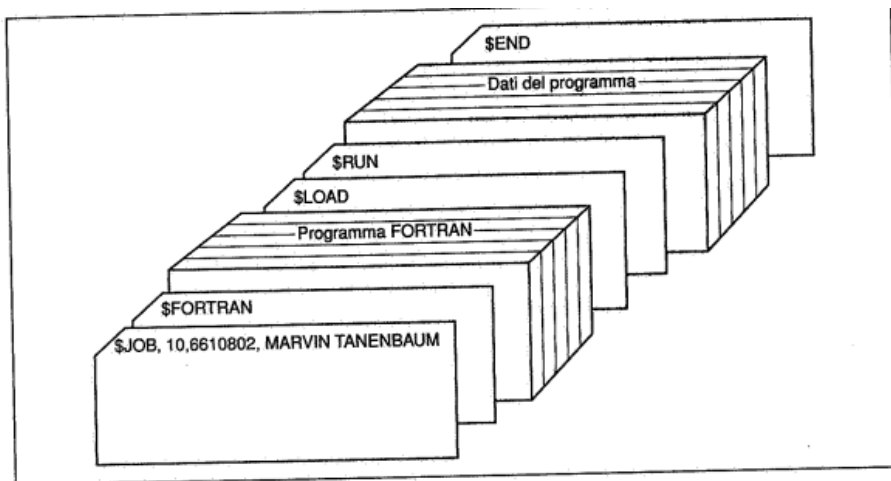 $END
Dati del programma
$RUN
$LOAD
Programma FORTRAN
$FORTRAN
$JOB, 10,6610802, MARVIN TANENBAUM